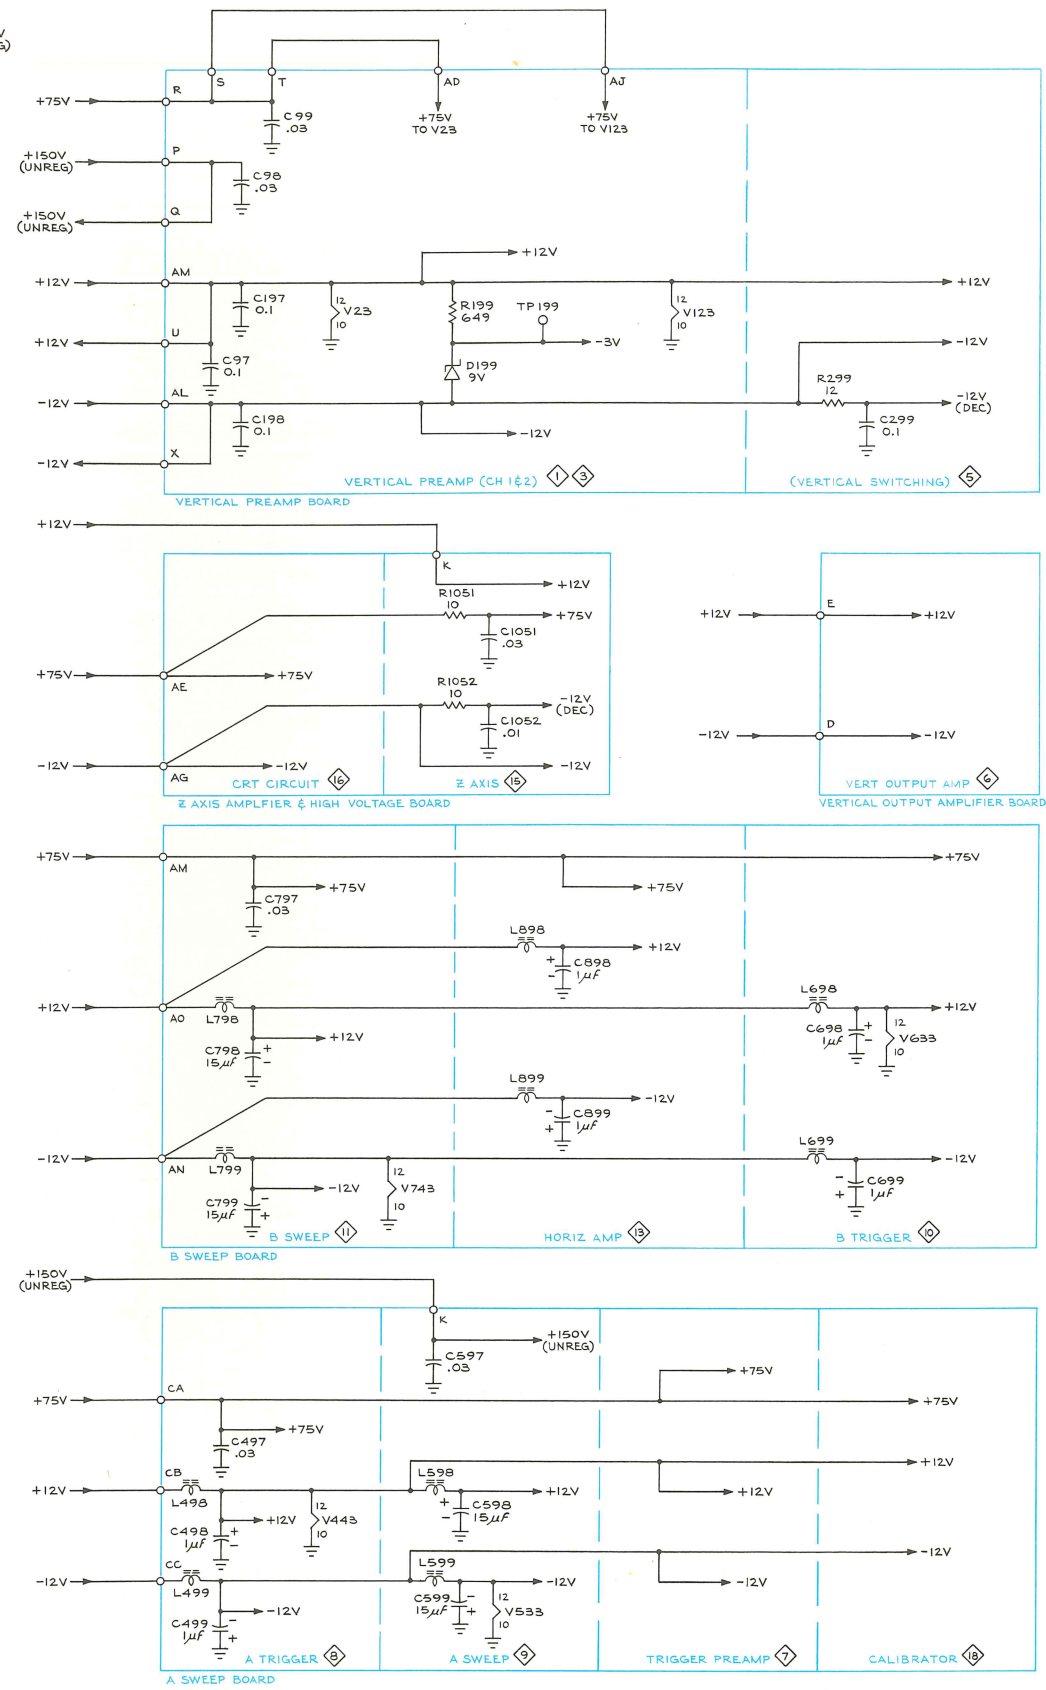 V
G)
S
T
AD
AJ
R
+75V
C99
.03
+75V
TO V23
+75V
TO V123
+150V
(UNREG)
P
C98
.03
+150V
(UNREG)
Q
+12V
+12V
AM
+12V
C197
0.1
12
V23
10
R199
649
TP199
12
V123
10
+12V
U
C97
0.1
-3V
-12V
D199
9V
R299
12
-12V
AL
C198
0.1
-12V
-12V
(DEC)
C299
0.1
-12V
X
VERTICAL PREAMP (CH 1&2) 1 3
(VERTICAL SWITCHING) 5
VERTICAL PREAMP BOARD
+12V
K
+12V
R1051
10
+75V
C1051
.03
E
+12V
+12V
+75V
AE
+75V
R1052
10
-12V
(DEC)
C1052
.01
D
-12V
-12V
-12V
AG
-12V
-12V
CRT CIRCUIT 16
Z AXIS 15
VERT OUTPUT AMP 6
Z AXIS AMPLFIER & HIGH VOLTAGE BOARD
VERTICAL OUTPUT AMPLIFIER BOARD
+75V
AM
+75V
+75V
+75V
C797
.03
L898
+12V
+
-
C898
1µF
+12V
AO
L798
L698
+12V
C798
15µF
+
-
+12V
C698
1µF
+
-
12
V633
10
L899
-12V
-
+
C899
1µF
-12V
AN
L799
L699
-12V
C799
15µF
-
+
-12V
12
V743
10
-
+
C699
1µF
B SWEEP 11
HORIZ AMP 13
B TRIGGER 10
B SWEEP BOARD
+150V
(UNREG)
K
+150V
(UNREG)
C597
.03
+75V
+75V
CA
+75V
C497
.03
+75V
+12V
+12V
CB
L498
L598
+12V
+12V
C498
1µF
+
-
+12V
12
V443
10
+
-
C598
15µF
-12V
-12V
CC
L499
L599
-12V
-12V
C499
1µF
-
+
-12V
C599
15µF
-
+
12
V533
10
A TRIGGER 8
A SWEEP 9
TRIGGER PREAMP 7
CALIBRATOR 18
A SWEEP BOARD